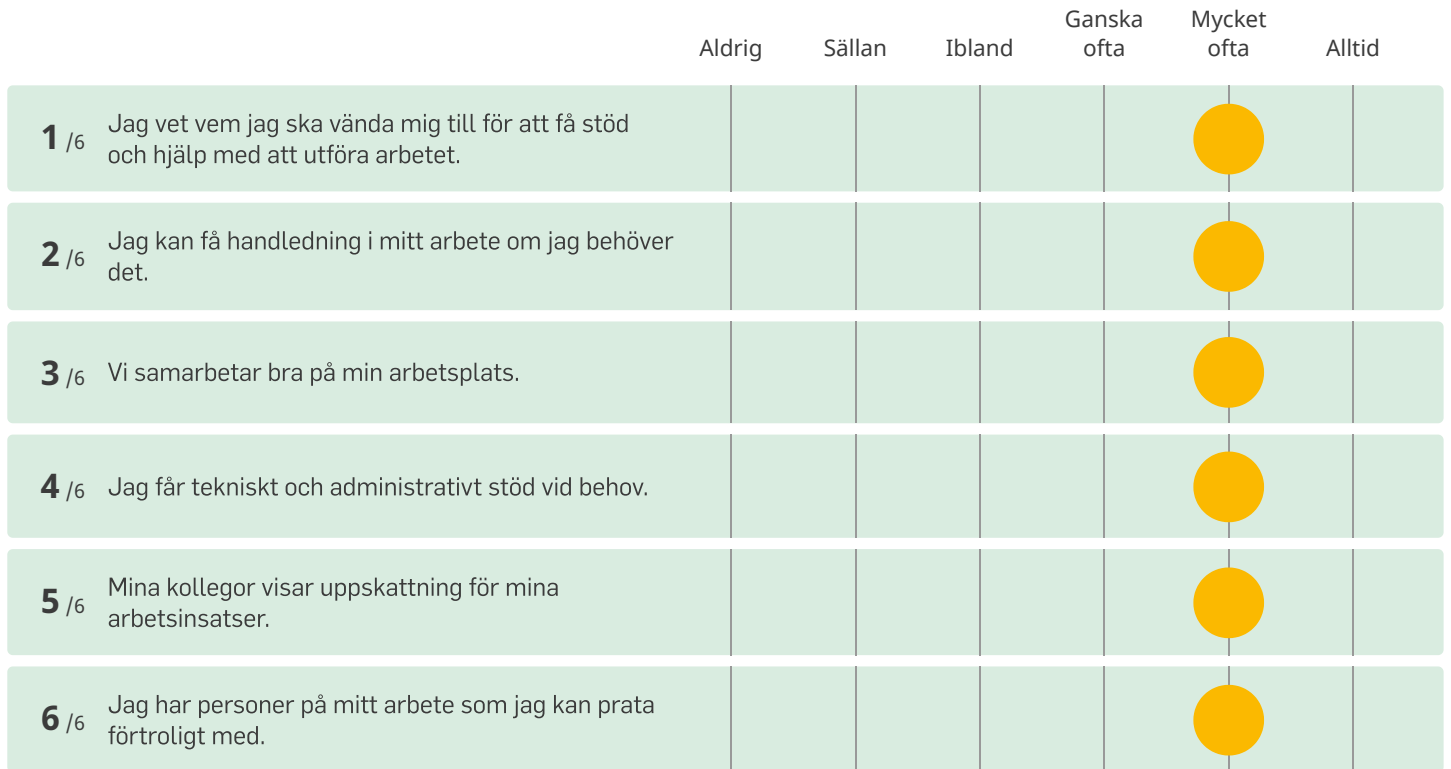 Aldrig Sällan Ibland Ganska ofta Mycket ofta Alltid
1 /6 Jag vet vem jag ska vända mig till för att få stöd
och hjälp med att utföra arbetet.
2 /6 Jag kan få handledning i mitt arbete om jag behöver
det.
3 /6 Vi samarbetar bra på min arbetsplats.
4 /6 Jag får tekniskt och administrativt stöd vid behov.
5 /6 Mina kollegor visar uppskattning för mina
arbetsinsatser.
6 /6 Jag har personer på mitt arbete som jag kan prata
förtroligt med.